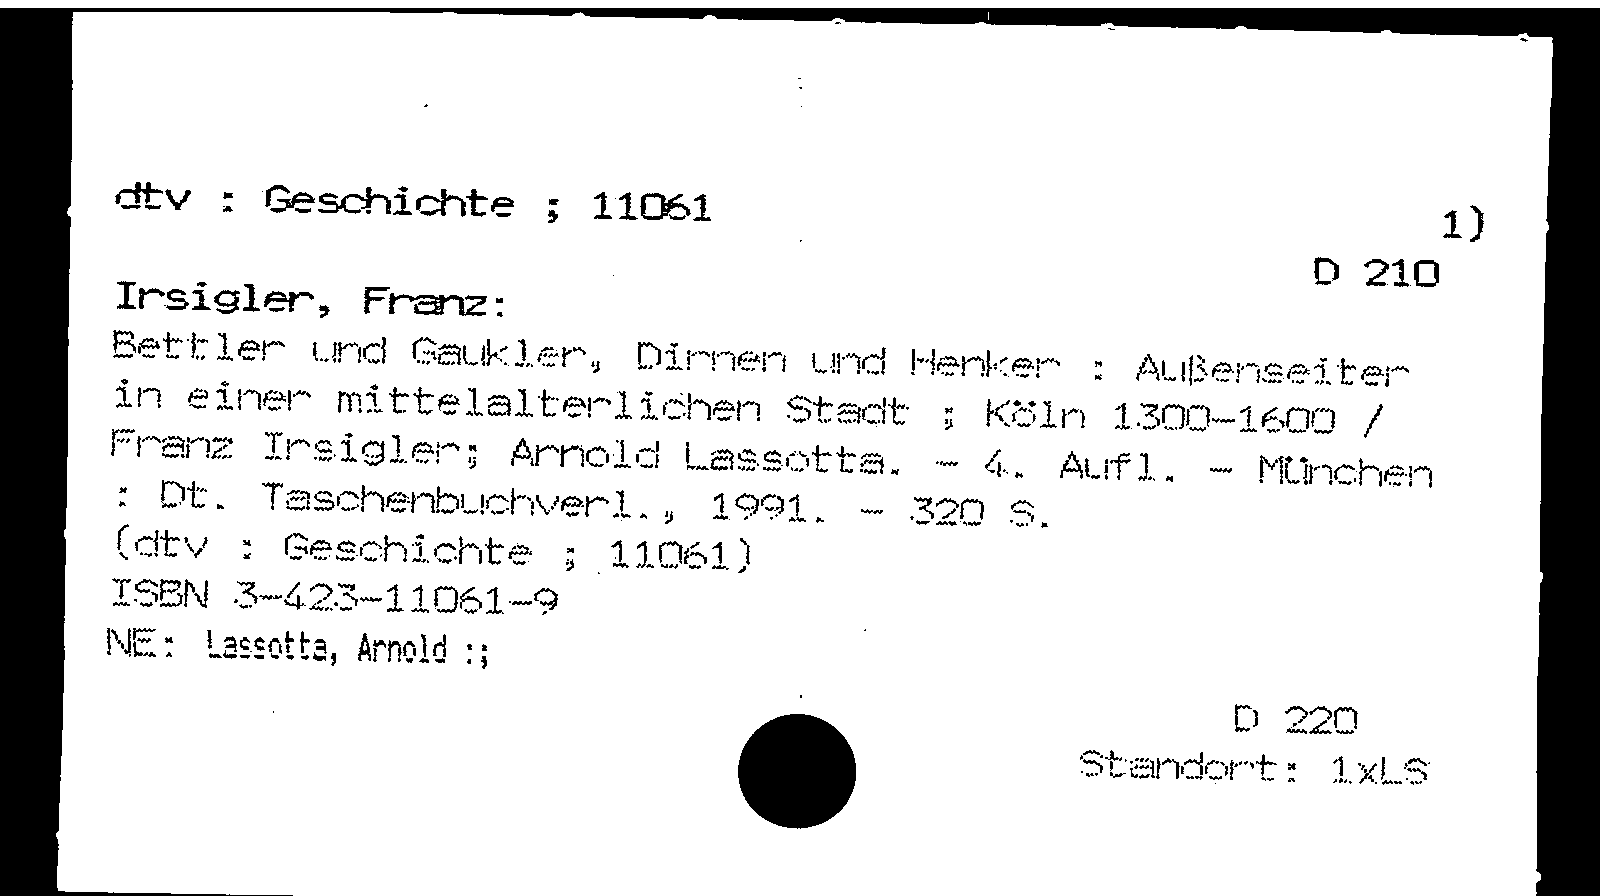 dtv : Geschichte ; 11061
1)
D 210
Irsigler, Franz:
Bettler und Gaukler, Dirnen und Henker : Außenseiter
in einer mittelalterlichen Stadt ; Köln 1300-1600 /
Franz Irsigler; Arnold Lassotta. - 4. Aufl. - München
: Dt. Taschenbuchverl., 1991. - 320 S.
(dtv : Geschichte ; 11061)
ISBN 3-423-11061-9
NE: Lassotta, Arnold :;
D 220
Standort: 1xLS